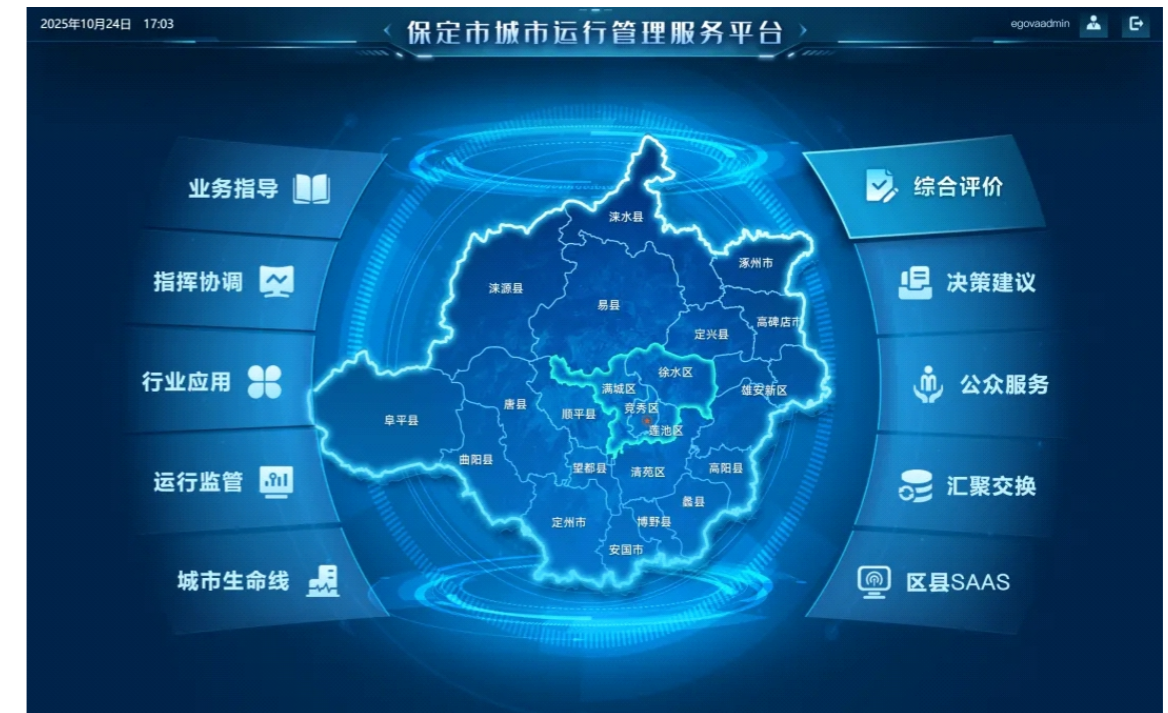 2025年10月24日 17:03
保定市城市运行管理服务平台
egovaadmin
业务指导
指挥协调
行业应用
运行监管
城市生命线
涞水县
涿州市
涞源县
易县
高碑店市
定兴县
徐水区
满城区
雄安新区
唐县
竞秀区
顺平县
阜平县
莲池区
曲阳县
望都县
清苑区
高阳县
蠡县
定州市
博野县
安国市
综合评价
决策建议
公众服务
汇聚交换
区县SAAS